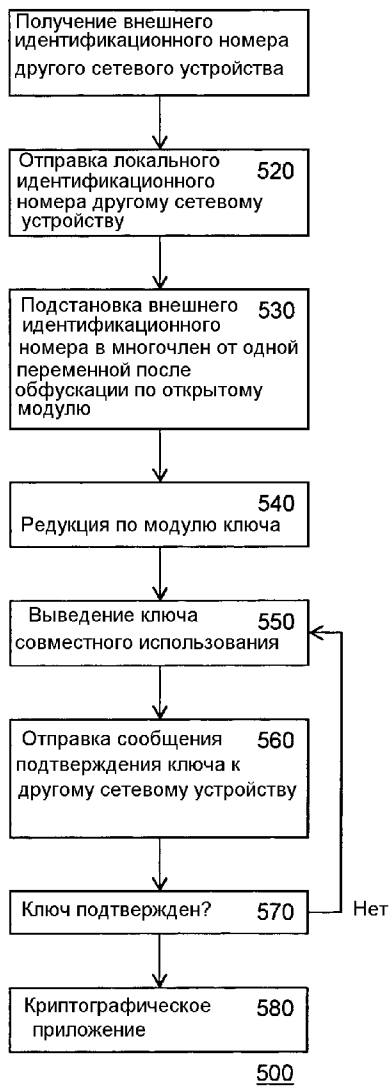 Получение внешнего
идентификационного номера
другого сетевого устройства
Отправка локального 520
идентификационного
номера другому сетевому
устройству
Подстановка внешнего 530
идентификационного
номера в многочлен от одной
переменной после
обфускации по открытому
модулю
540
Редукция по модулю ключа
Выведение ключа 550
совместного использования
Отправка сообщения 560
подтверждения ключа к
другому сетевому устройству
Ключ подтвержден? 570 Нет
Криптографическое 580
приложение
500